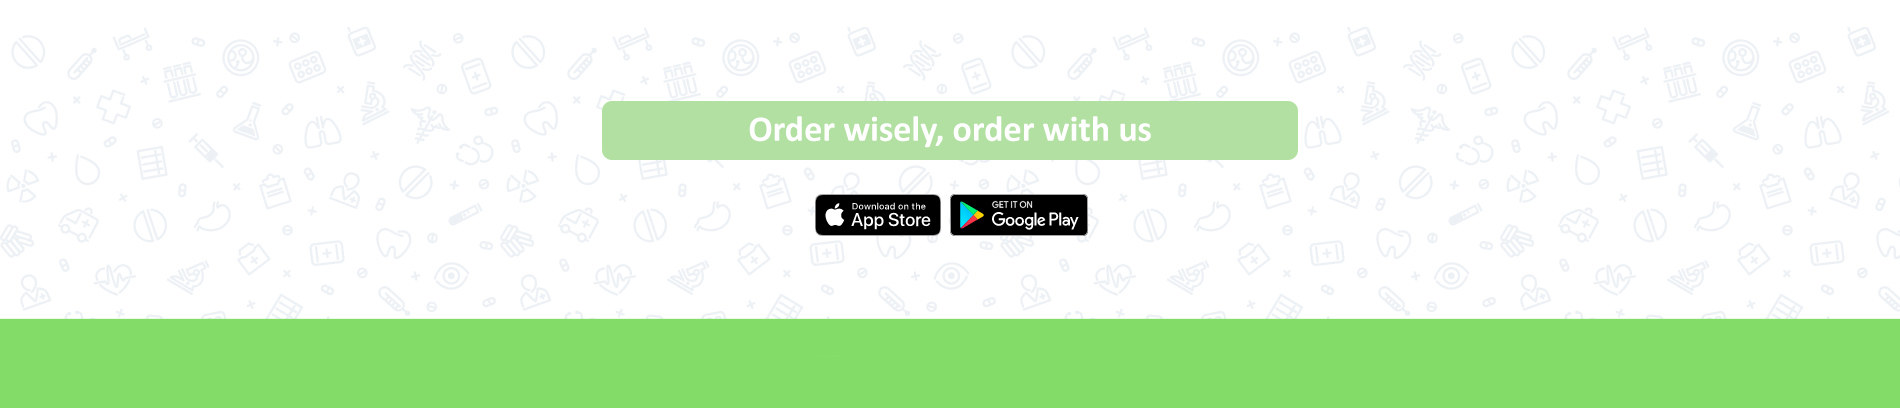 Order wisely, order with us
Download on the
App Store
GET IT ON
Google Play